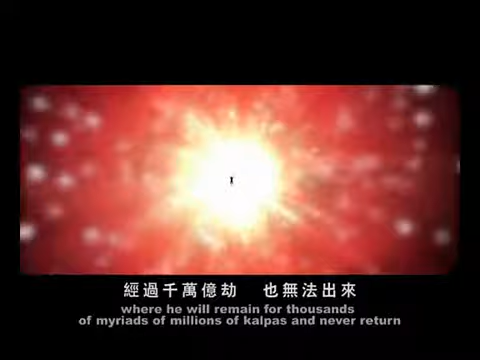 經過千萬億劫 也無法出來
where he will remain for thousands
of myriads of millions of kalpas and never return